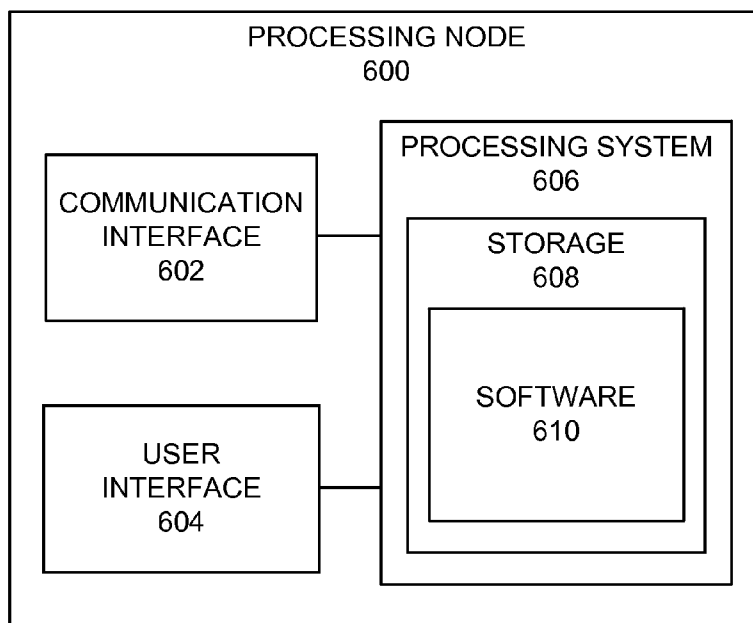 PROCESSING NODE
600
COMMUNICATION
INTERFACE
602
USER
INTERFACE
604
PROCESSING SYSTEM
606
STORAGE
608
SOFTWARE
610